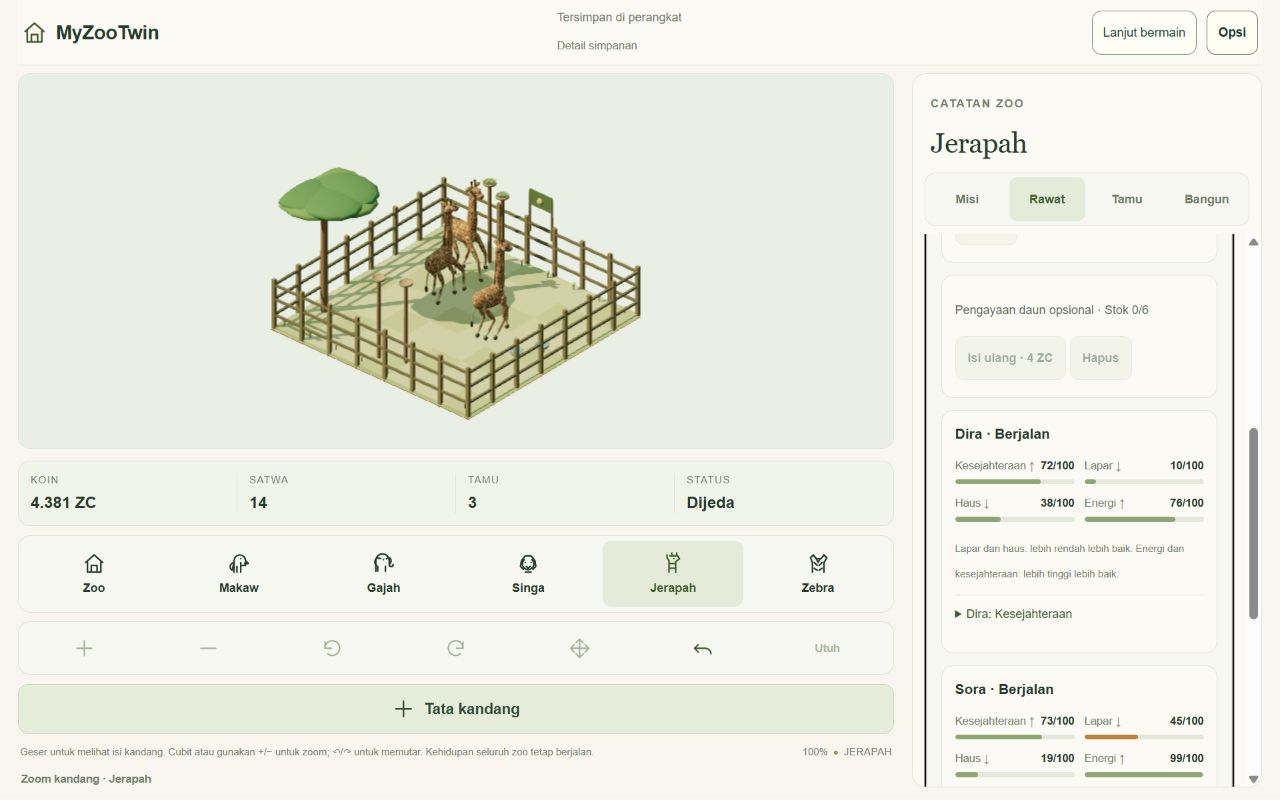 MyZooTwin
Tersimpan di perangkat
Detail simpanan
Lanjut bermain
Opsi
KOIN
4.381 ZC
SATWA
14
TAMU
3
STATUS
Dijeda
Zoo
Makaw
Gajah
Singa
Jerapah
Zebra
Utuh
Tata kandang
Geser untuk melihat isi kandang. Cubit atau gunakan +/− untuk zoom; ↶/↷ untuk memutar. Kehidupan seluruh zoo tetap berjalan.
100% ● JERAPAH
Zoom kandang · Jerapah
CATATAN ZOO
Jerapah
Misi
Rawat
Tamu
Bangun
Pengayaan daun opsional · Stok 0/6
Isi ulang · 4 ZC
Hapus
Dira · Berjalan
Kesejahteraan ↑ 72/100
Lapar ↓ 10/100
Haus ↓ 38/100
Energi ↑ 76/100
Lapar dan haus: lebih rendah lebih baik. Energi dan
kesejahteraan: lebih tinggi lebih baik.
▶ Dira: Kesejahteraan
Sora · Berjalan
Kesejahteraan ↑ 73/100
Lapar ↓ 45/100
Haus ↓ 19/100
Energi ↑ 99/100